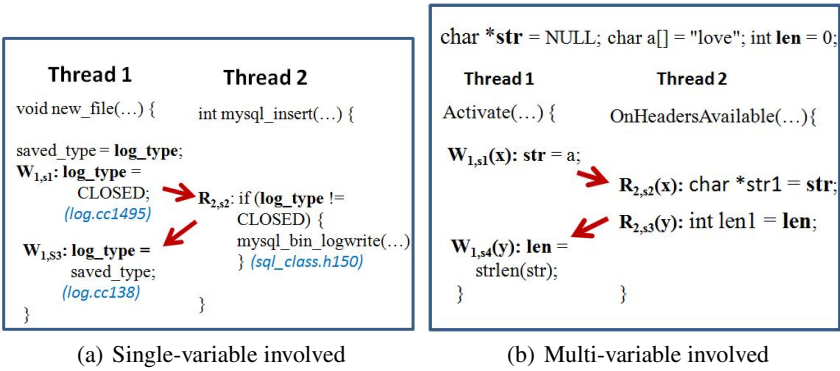 Thread 1
void new_file(…) {
saved_type = log_type;
W1,s1: log_type =
CLOSED;
(log.cc1495)
W1,S3: log_type =
saved_type;
(log.cc138)
}
Thread 2
int mysql_insert(…) {
R2,s2: if (log_type !=
CLOSED) {
mysql_bin_logwrite(…)
} (sql_class.h150)
}
(a) Single-variable involved
char *str = NULL; char a[] = "love"; int len = 0;
Thread 1
Activate(…) {
W1,s1(x): str = a;
W1,s4(y): len =
strlen(str);
}
Thread 2
OnHeadersAvailable(…){
R2,s2(x): char *str1 = str;
R2,s3(y): int len1 = len;
}
(b) Multi-variable involved